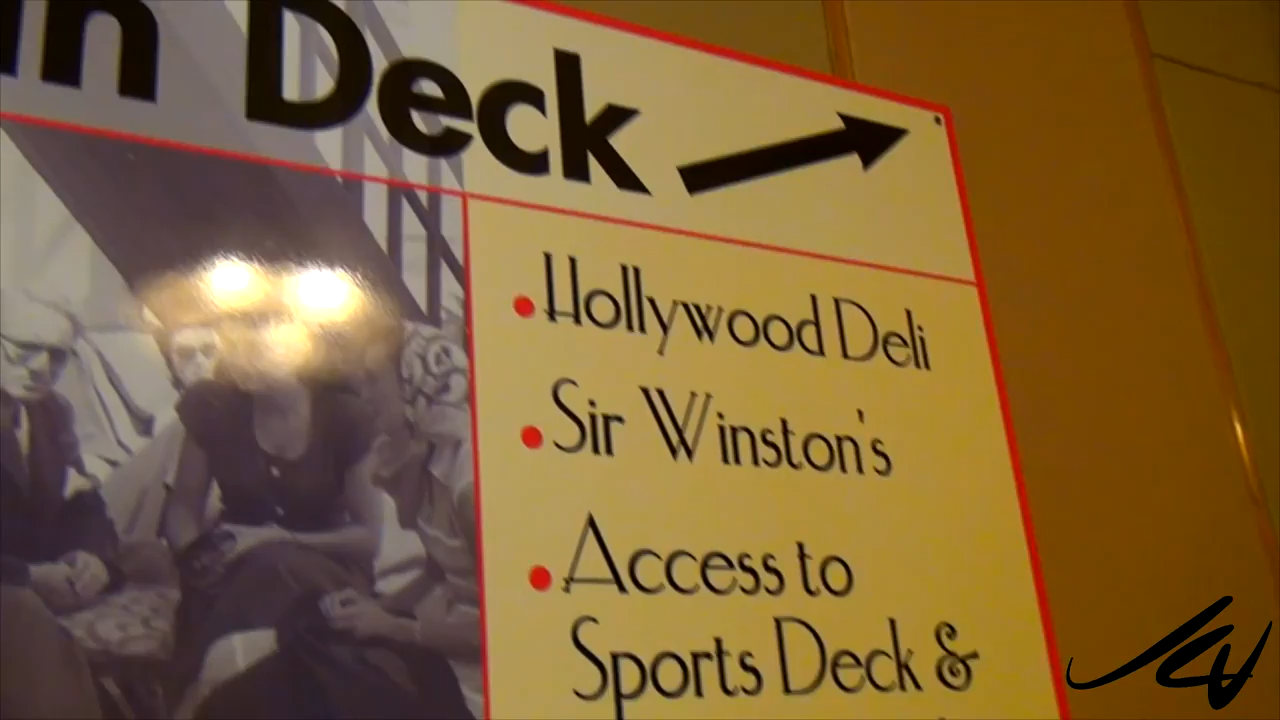 Deck
Hollywood Deli
Sir Winston's
Access to
Sports Deck &